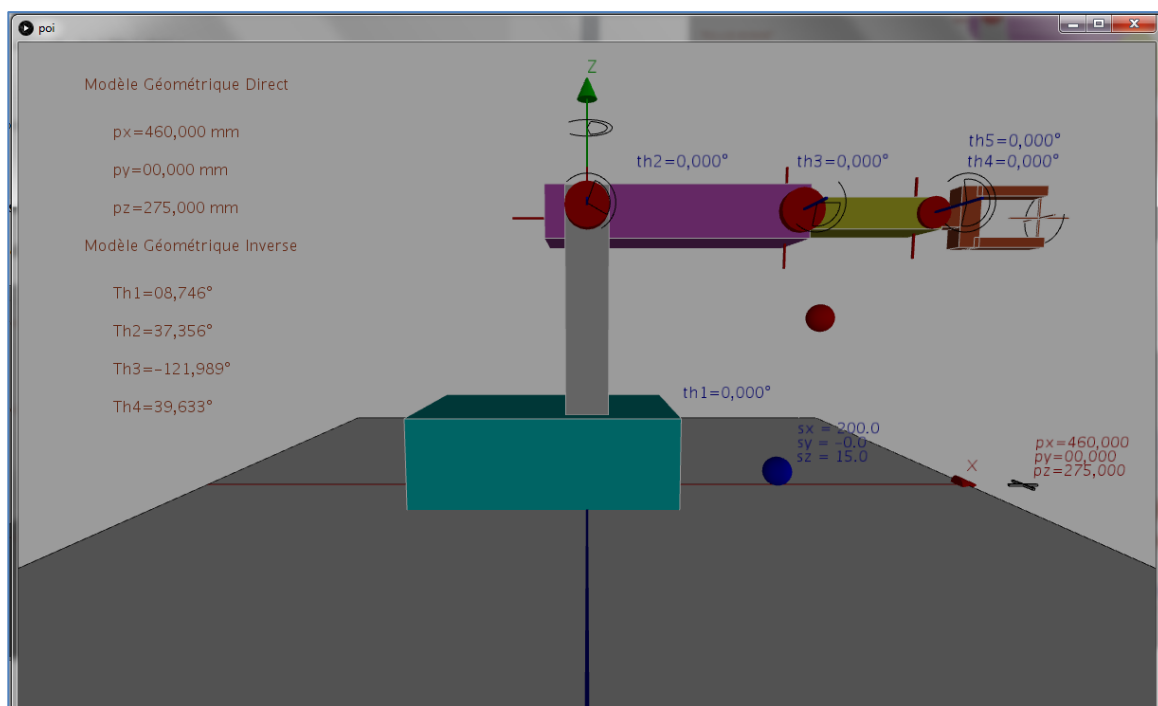 poi
Modèle Géométrique Direct
px=460,000 mm
py=00,000 mm
pz=275,000 mm
Modèle Géométrique Inverse
Th1=08,746°
Th2=37,356°
Th3=-121,989°
Th4=39,633°
Z
th2=0,000°
th3=0,000°
th5=0,000°
th4=0,000°
th1=0,000°
sx = 200.0
sy = -0.0
sz = 15.0
X
px=460,000
py=00,000
pz=275,000